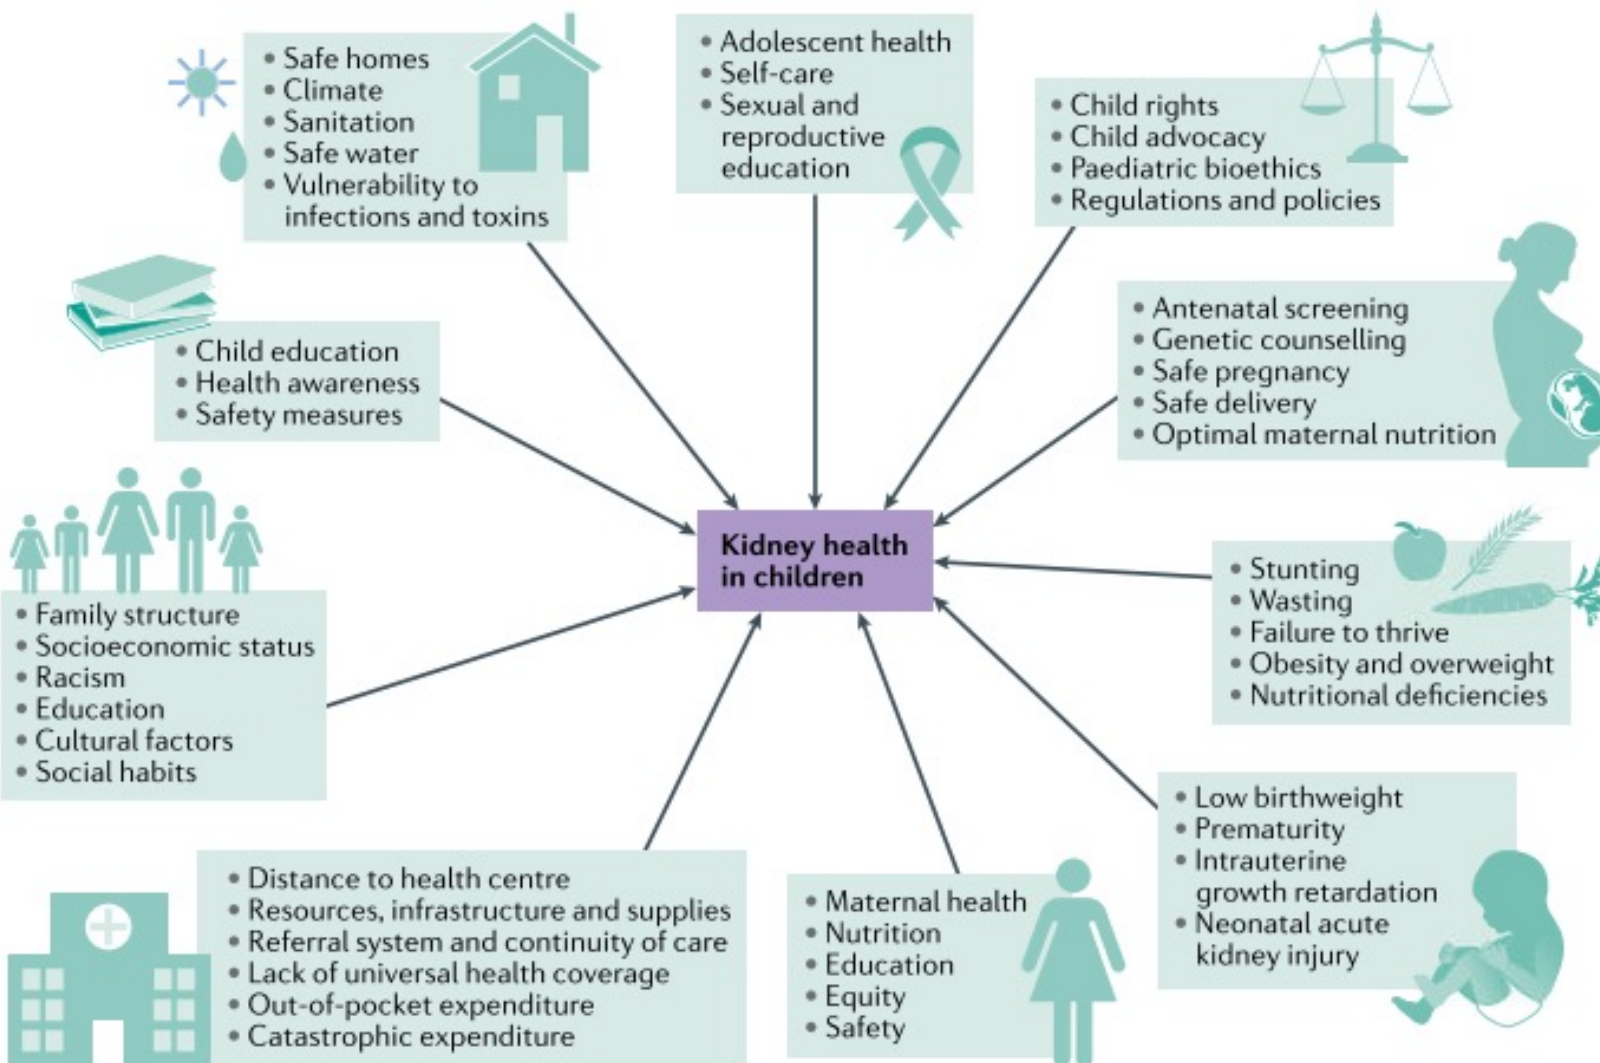 • Safe homes
• Climate
• Sanitation
• Safe water
• Vulnerability to
infections and toxins
• Adolescent health
• Self-care
• Sexual and
reproductive
education
• Child rights
• Child advocacy
• Paediatric bioethics
• Regulations and policies
• Child education
• Health awareness
• Safety measures
• Antenatal screening
• Genetic counselling
• Safe pregnancy
• Safe delivery
• Optimal maternal nutrition
Kidney health
in children
• Family structure
• Socioeconomic status
• Racism
• Education
• Cultural factors
• Social habits
• Stunting
• Wasting
• Failure to thrive
• Obesity and overweight
• Nutritional deficiencies
• Distance to health centre
• Resources, infrastructure and supplies
• Referral system and continuity of care
• Lack of universal health coverage
• Out-of-pocket expenditure
• Catastrophic expenditure
• Maternal health
• Nutrition
• Education
• Equity
• Safety
• Low birthweight
• Prematurity
• Intrauterine
growth retardation
• Neonatal acute
kidney injury